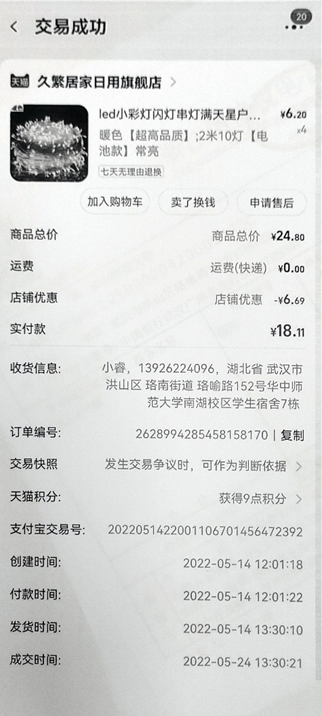 交易成功
20
天猫 久繁居家日用旗舰店
led小彩灯闪灯串灯满天星户... ¥6.20
暖色【超高品质】;2米10灯【电 x4
池款】常亮
七天无理由退换
加入购物车 卖了换钱 申请售后
商品总价 商品总价 ¥24.80
运费 运费(快递) ¥0.00
店铺优惠 店铺优惠 -¥6.69
实付款 ¥18.11
收货信息: 小睿，13926224096，湖北省 武汉市
洪山区 珞南街道 珞喻路152号华中师
范大学南湖校区学生宿舍7栋
订单编号: 2628994285458158170 | 复制
交易快照 发生交易争议时，可作为判断依据
天猫积分: 获得9点积分
支付宝交易号: 2022051422001106701456472392
创建时间: 2022-05-14 12:01:18
付款时间: 2022-05-14 12:01:22
发货时间: 2022-05-14 13:30:10
成交时间: 2022-05-24 13:30:21